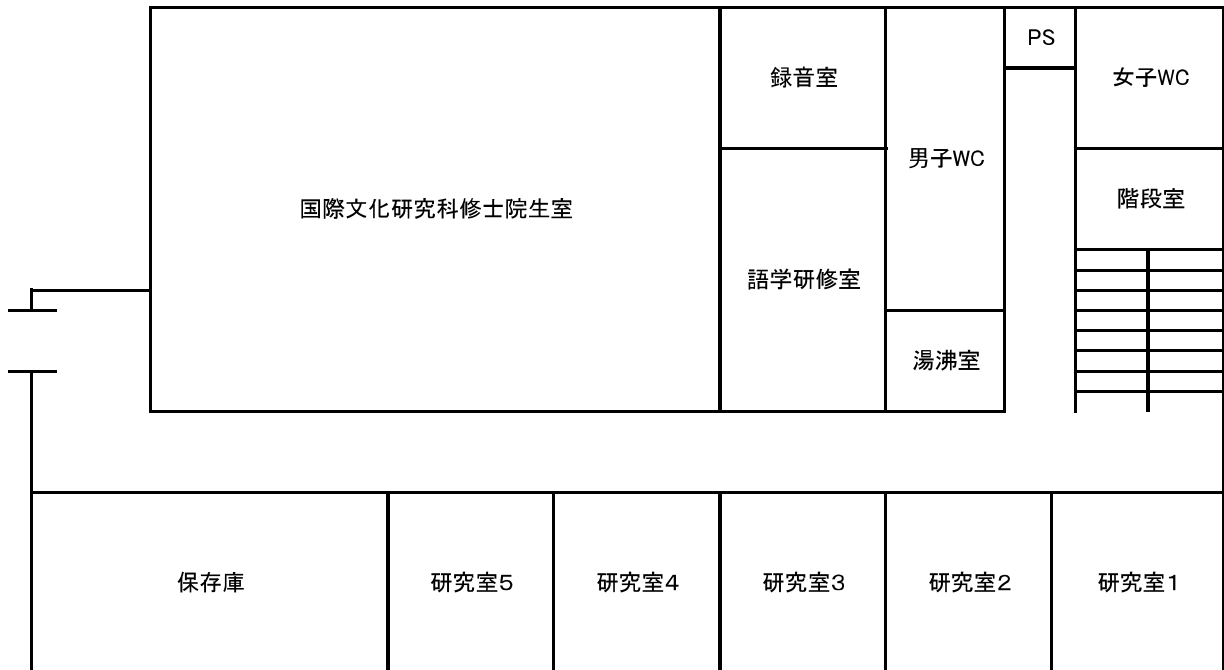 PS
録音室
女子WC
男子WC
階段室
国際文化研究科修士院生室
語学研修室
湯沸室
保存庫
研究室5
研究室4
研究室3
研究室2
研究室1